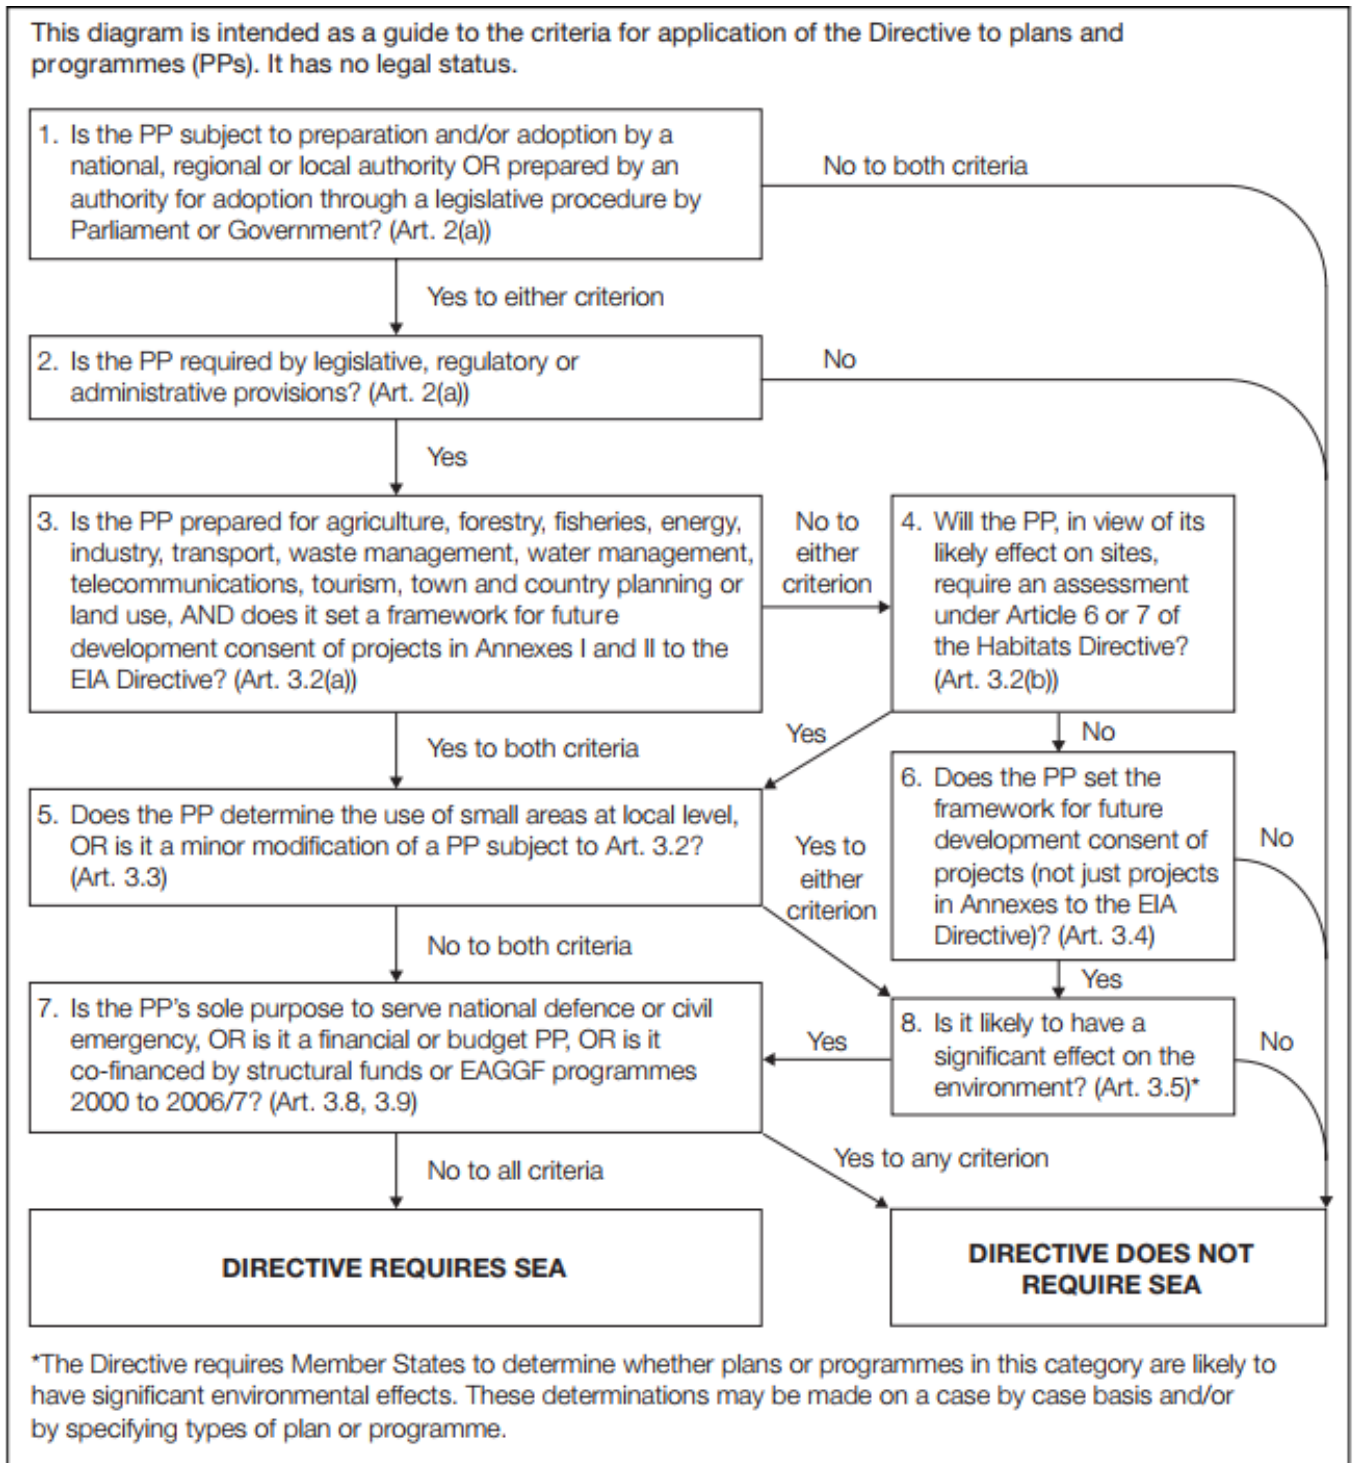 This diagram is intended as a guide to the criteria for application of the Directive to plans and
programmes (PPs). It has no legal status.
1. Is the PP subject to preparation and/or adoption by a
national, regional or local authority OR prepared by an
authority for adoption through a legislative procedure by
Parliament or Government? (Art. 2(a))
No to both criteria
Yes to either criterion
2. Is the PP required by legislative, regulatory or
administrative provisions? (Art. 2(a))
No
Yes
3. Is the PP prepared for agriculture, forestry, fisheries, energy,
industry, transport, waste management, water management,
telecommunications, tourism, town and country planning or
land use, AND does it set a framework for future
development consent of projects in Annexes I and II to the
EIA Directive? (Art. 3.2(a))
No to
either
criterion
4. Will the PP, in view of its
likely effect on sites,
require an assessment
under Article 6 or 7 of
the Habitats Directive?
(Art. 3.2(b))
Yes to both criteria
Yes
No
5. Does the PP determine the use of small areas at local level,
OR is it a minor modification of a PP subject to Art. 3.2?
(Art. 3.3)
Yes to
either
criterion
6. Does the PP set the
framework for future
development consent of
projects (not just projects
in Annexes to the EIA
Directive)? (Art. 3.4)
No
No to both criteria
Yes
7. Is the PP's sole purpose to serve national defence or civil
emergency, OR is it a financial or budget PP, OR is it
co-financed by structural funds or EAGGF programmes
2000 to 2006/7? (Art. 3.8, 3.9)
Yes
8. Is it likely to have a
significant effect on the
environment? (Art. 3.5)*
No
No to all criteria
Yes to any criterion
DIRECTIVE REQUIRES SEA
DIRECTIVE DOES NOT
REQUIRE SEA
*The Directive requires Member States to determine whether plans or programmes in this category are likely to
have significant environmental effects. These determinations may be made on a case by case basis and/or
by specifying types of plan or programme.